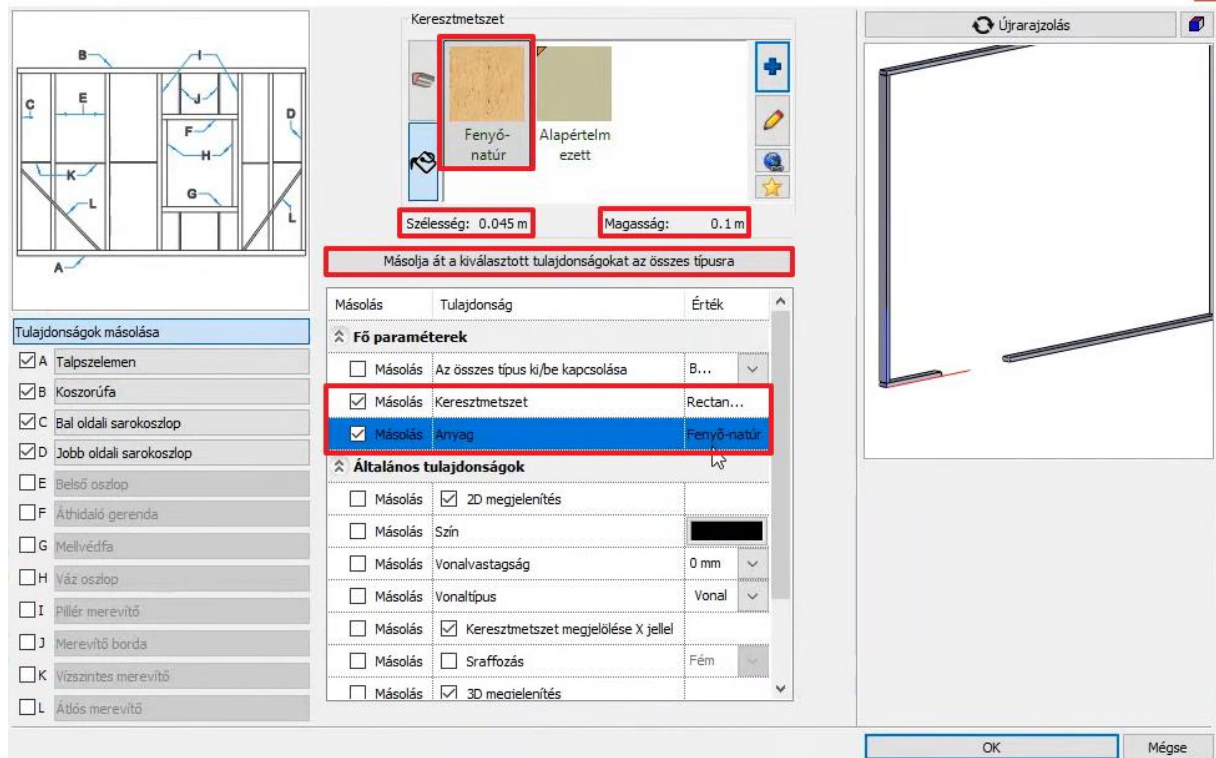 B
I
C
E
J
D
F
H
K
G
L
L
L
A
Tulajdonságok másolása
A Talpszelemen
B Koszorúfa
C Bal oldali sarokoszlop
D Jobb oldali sarokoszlop
E Belső oszlop
F Áthidaló gerenda
G Mellvédfa
H Váz oszlop
I Pillér merevítő
J Merevítő borda
K Vízszintes merevítő
L Átlós merevítő
Keresztmetszet
Fenyő-
natúr
Alapértelm
ezett
Szélesség: 0.045 m
Magasság: 0.1 m
Másolja át a kiválasztott tulajdonságokat az összes típusra
Másolás Tulajdonság Érték
Fő paraméterek
Másolás Az összes típus ki/be kapcsolása B...
Másolás Keresztmetszet Rectan...
Másolás Anyag Fenyő-natúr
Általános tulajdonságok
Másolás 2D megjelenítés
Másolás Szín
Másolás Vonalvastagság 0 mm
Másolás Vonaltípus Vonal
Másolás Keresztmetszet megjelölése X jellel
Másolás Sraffozás Fém
Másolás 3D megjelenítés
Újrarajzolás
OK
Mégse